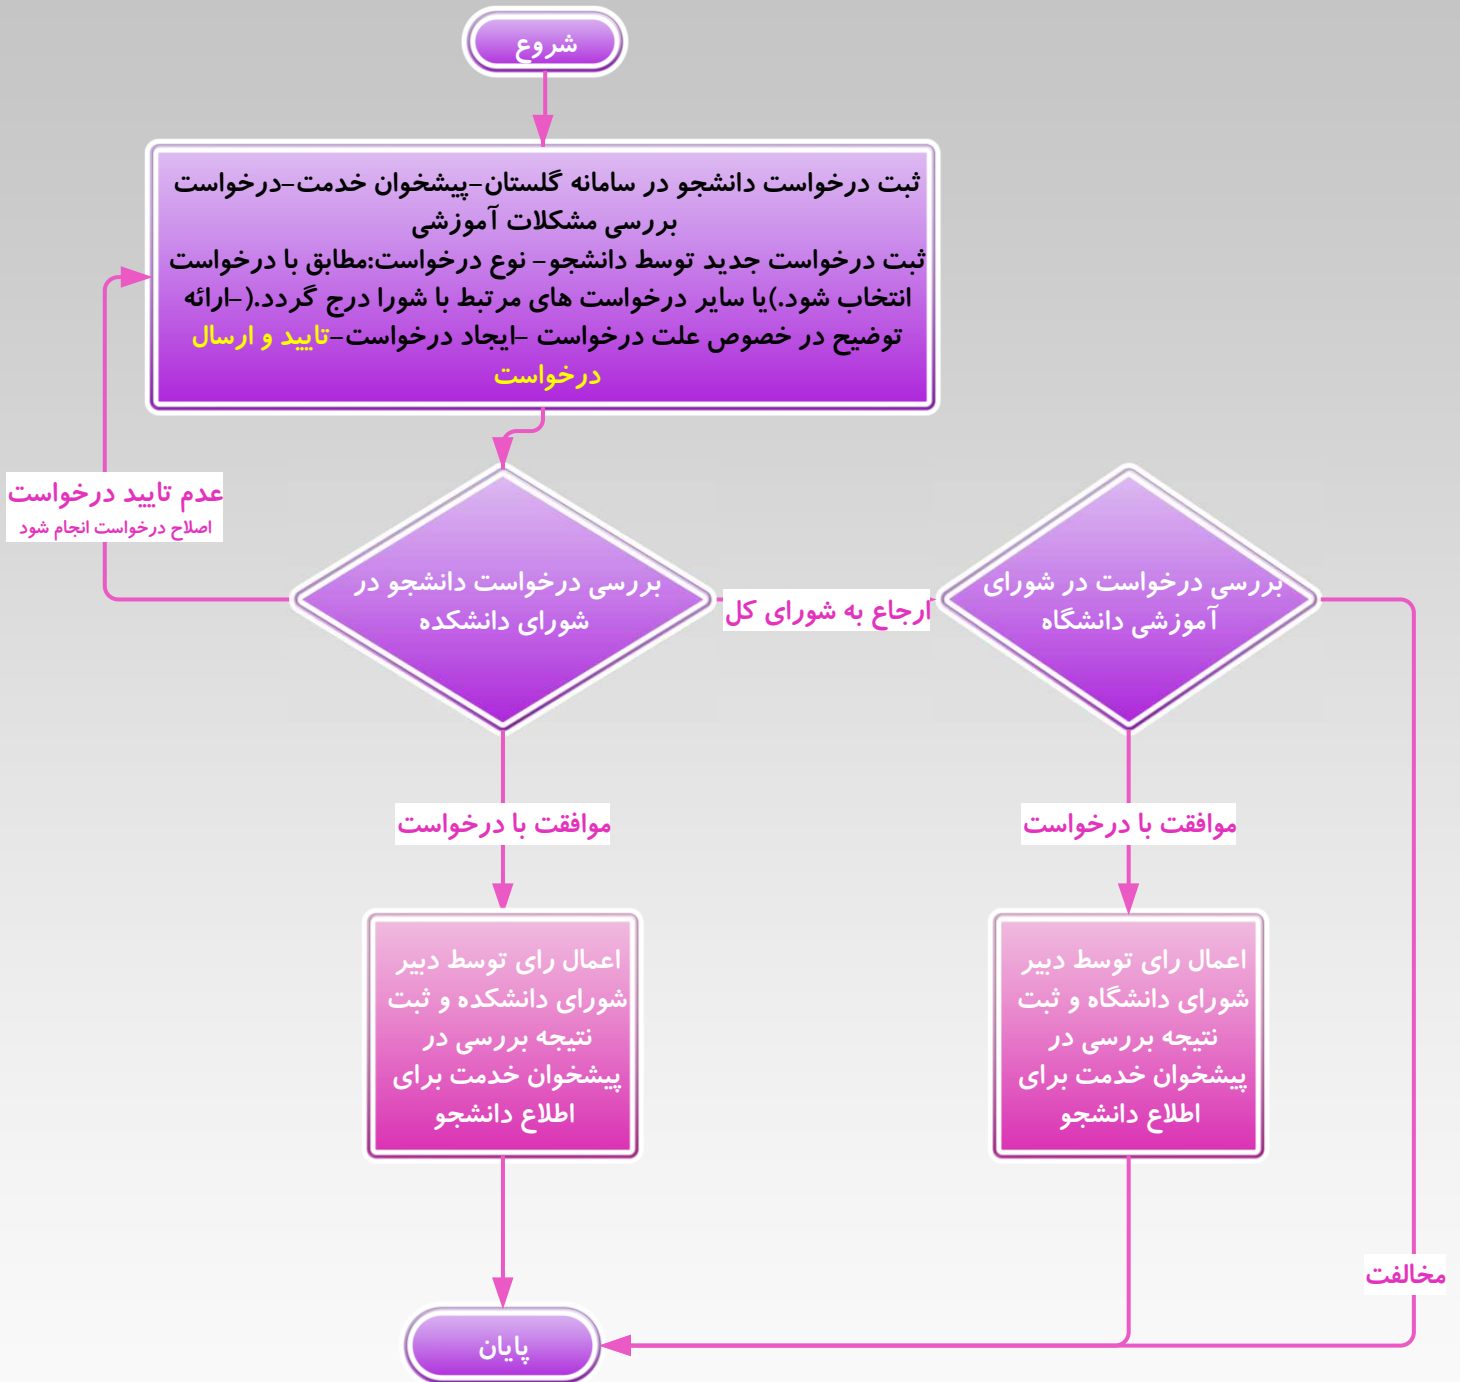 شروع
ثبت درخواست دانشجو در سامانه گلستان-پیشخوان خدمت-درخواست
بررسی مشکلات آموزشی
ثبت درخواست جدید توسط دانشجو- نوع درخواست:مطابق با درخواست
انتخاب شود.)یا سایر درخواست های مرتبط با شورا درج گردد.(-ارائه
توضیح در خصوص علت درخواست -ایجاد درخواست-تایید و ارسال
درخواست
عدم تایید درخواست
اصلاح درخواست انجام شود
بررسی درخواست دانشجو در
شورای دانشکده
ارجاع به شورای کل
بررسی درخواست در شورای
آموزشی دانشگاه
موافقت با درخواست
موافقت با درخواست
اعمال رای توسط دبیر
شورای دانشکده و ثبت
نتیجه بررسی در
پیشخوان خدمت برای
اطلاع دانشجو
اعمال رای توسط دبیر
شورای دانشگاه و ثبت
نتیجه بررسی در
پیشخوان خدمت برای
اطلاع دانشجو
مخالفت
پایان